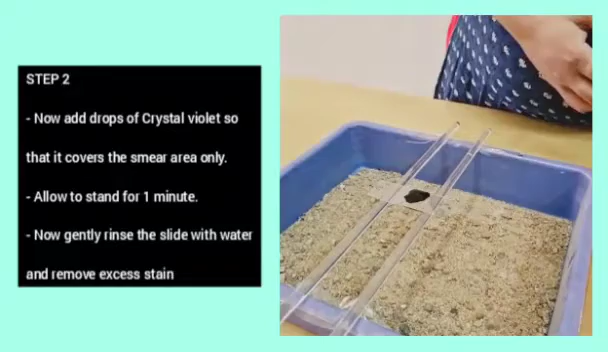 STEP 2
- Now add drops of Crystal violet so
that it covers the smear area only.
- Allow to stand for 1 minute.
- Now gently rinse the slide with water
and remove excess stain